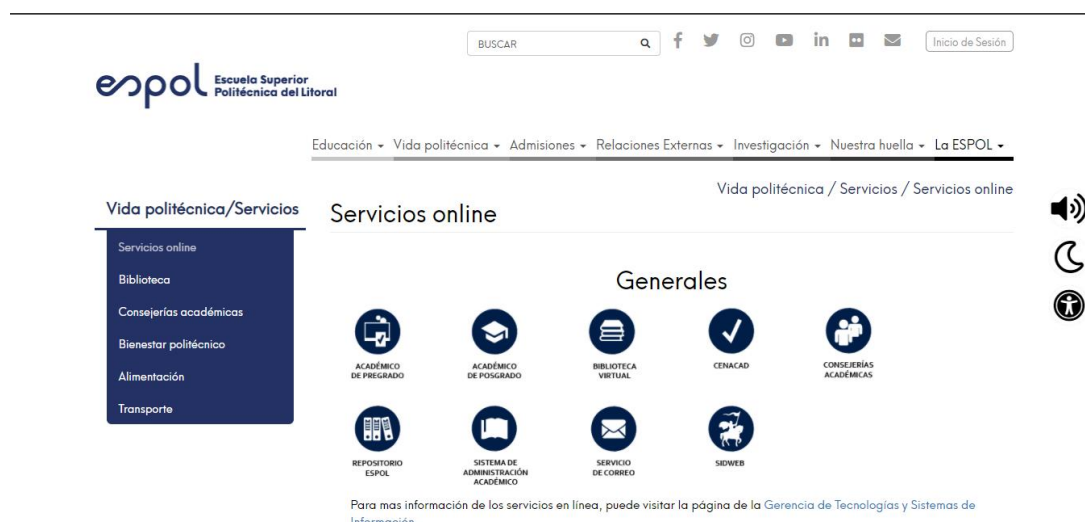 BUSCAR
Inicio de Sesión
espol Escuela Superior
Politécnica del Litoral
Educación Vida politécnica Admisiones Relaciones Externas Investigación Nuestra huella La ESPOL
Vida politécnica / Servicios / Servicios online
Vida politécnica/Servicios
Servicios online
Biblioteca
Consejerías académicas
Bienestar politécnico
Alimentación
Transporte
Servicios online
Generales
ACADÉMICO
DE PREGRADO
ACADÉMICO
DE POSGRADO
BIBLIOTECA
VIRTUAL
CENACAD
CONSEJERÍAS
ACADÉMICAS
REPOSITORIO
ESPOL
SISTEMA DE
ADMINISTRACIÓN
ACADÉMICO
SERVICIO
DE CORREO
SIDWEB
Para mas información de los servicios en línea, puede visitar la página de la Gerencia de Tecnologías y Sistemas de
Información